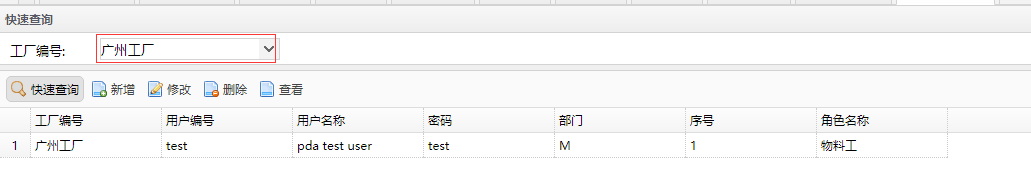 快速查询
工厂编号: 广州工厂
快速查询 新增 修改 删除 查看
工厂编号 用户编号 用户名称 密码 部门 序号 角色名称
1 广州工厂 test pda test user test M 1 物料工